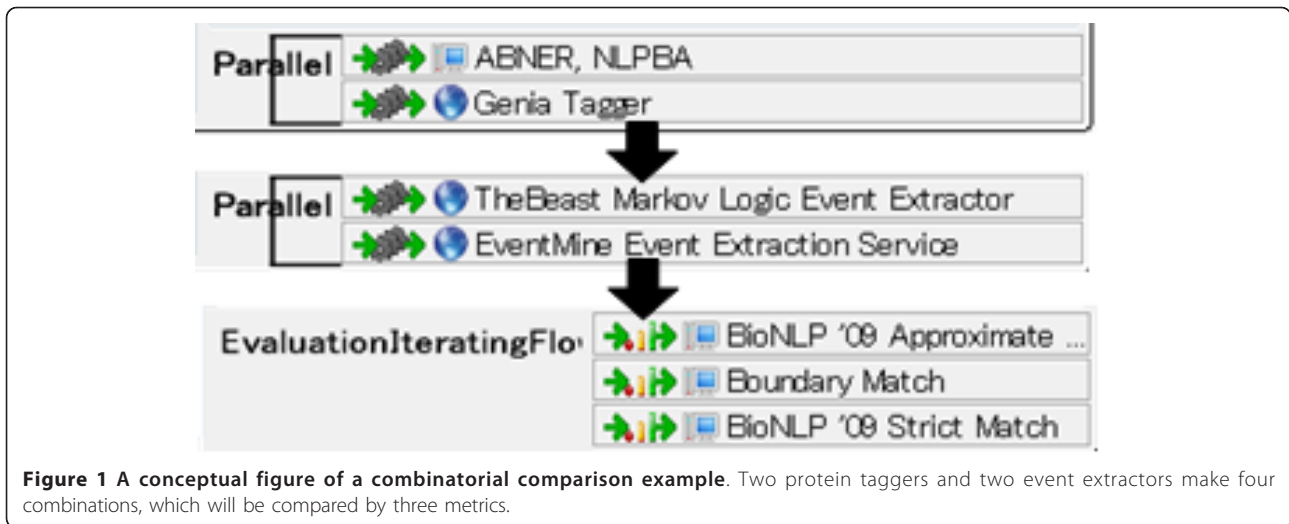 Parallel
ABNER, NLPBA
Genia Tagger
Parallel
TheBeast Markov Logic Event Extractor
EventMine Event Extraction Service
EvaluationIteratingFlo
BioNLP '09 Approximate ...
Boundary Match
BioNLP '09 Strict Match
Figure 1 A conceptual figure of a combinatorial comparison example. Two protein taggers and two event extractors make four
combinations, which will be compared by three metrics.